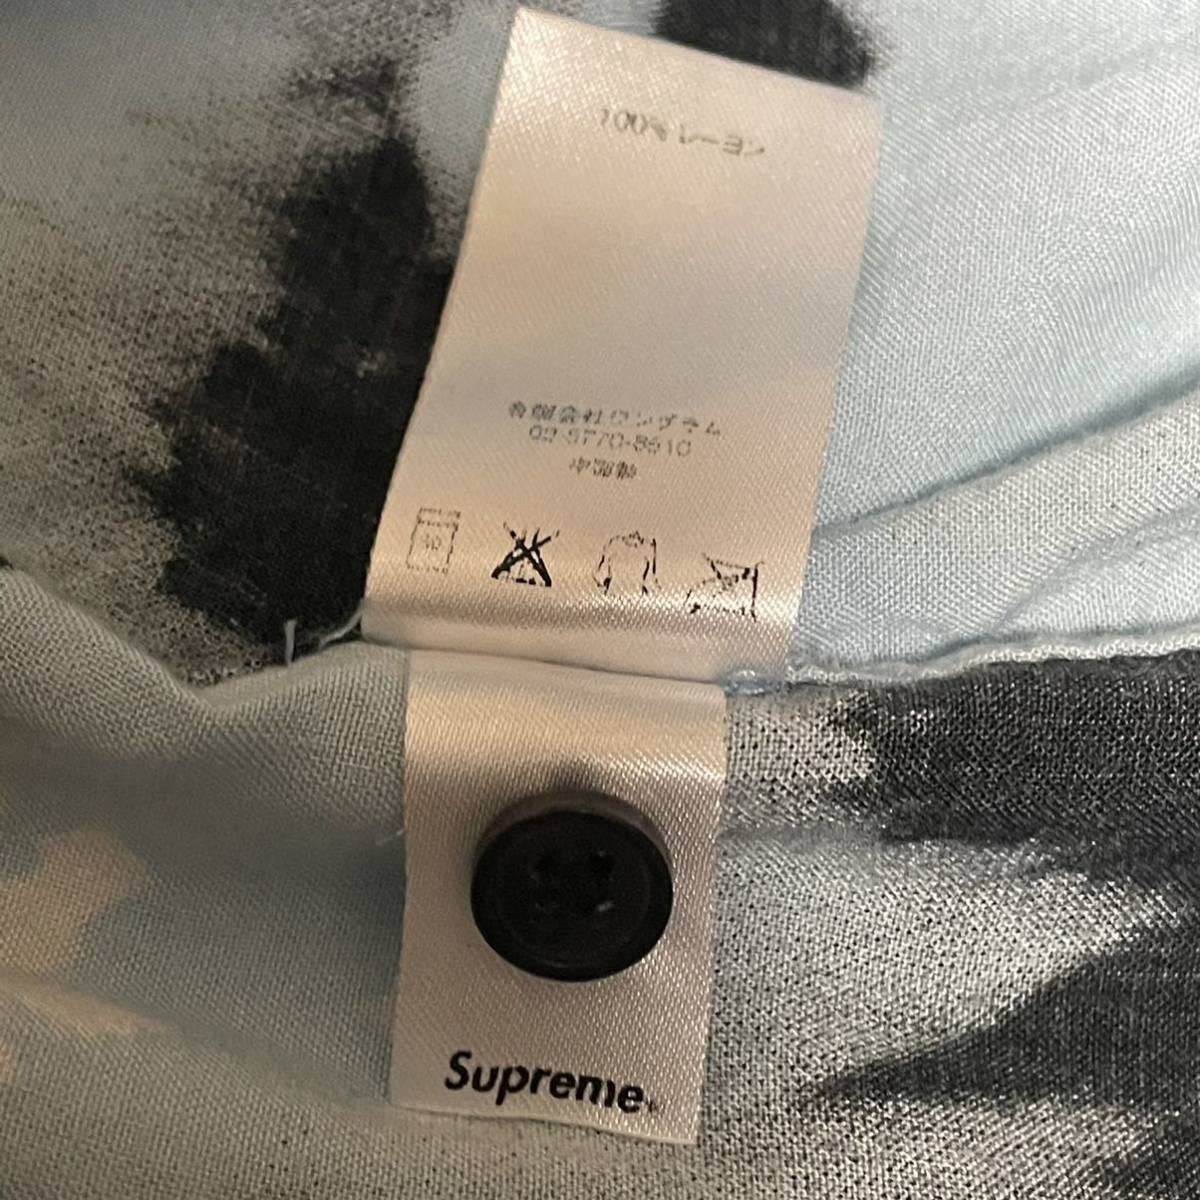 100% レーヨン
有限会社ワングラム
03-5770-8610
中国製
Supreme